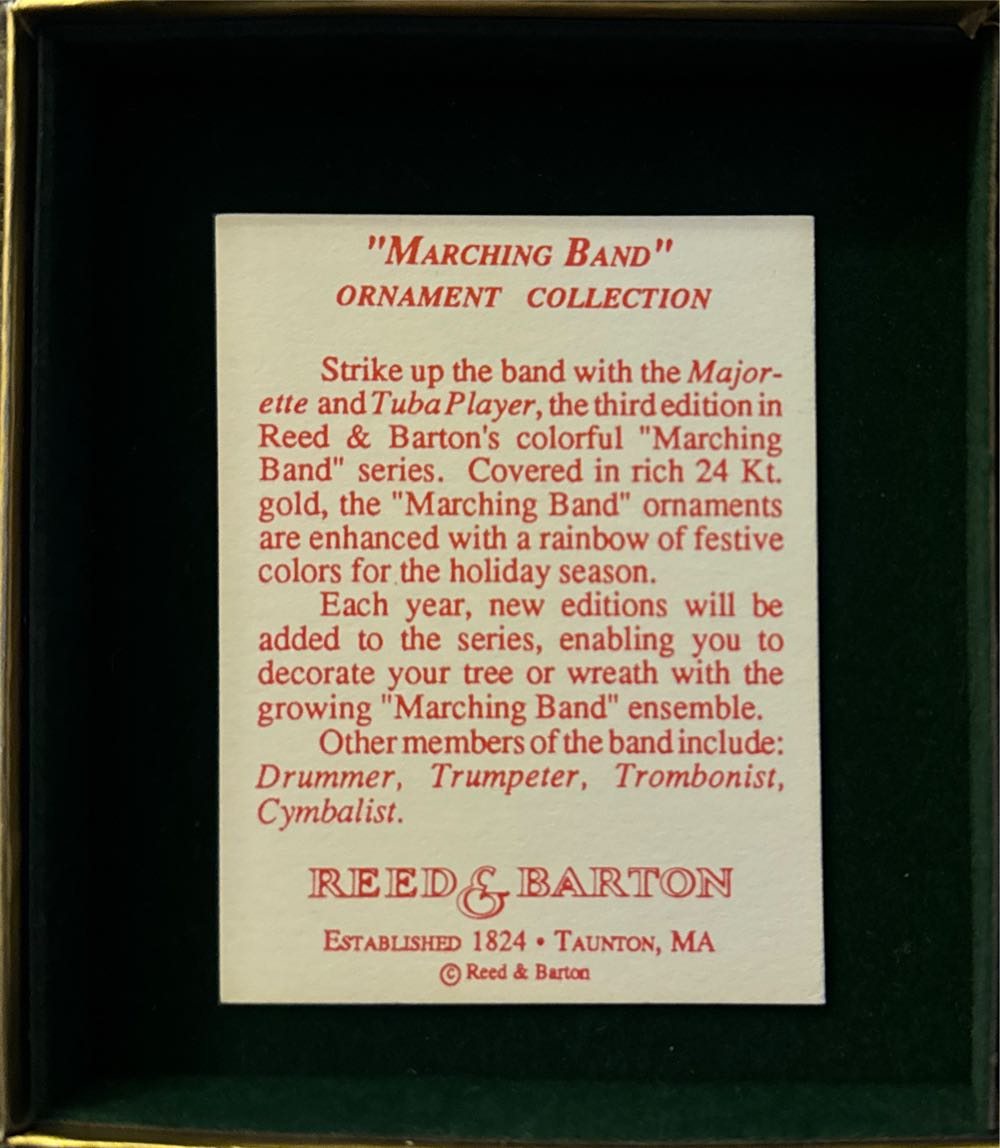 "MARCHING BAND"
ORNAMENT COLLECTION
Strike up the band with the Major-
ette and Tuba Player, the third edition in
Reed & Barton's colorful "Marching
Band" series. Covered in rich 24 Kt.
gold, the "Marching Band" ornaments
are enhanced with a rainbow of festive
colors for the holiday season.
Each year, new editions will be
added to the series, enabling you to
decorate your tree or wreath with the
growing "Marching Band" ensemble.
Other members of the band include:
Drummer, Trumpeter, Trombonist,
Cymbalist.
REED & BARTON
ESTABLISHED 1824 • TAUNTON, MA
© Reed & Barton